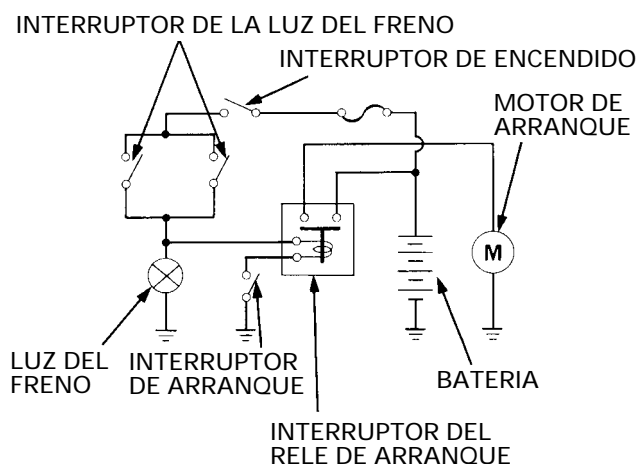 INTERRUPTOR DE LA LUZ DEL FRENO
INTERRUPTOR DE ENCENDIDO
MOTOR DE
ARRANQUE
M
LUZ DEL
FRENO
INTERRUPTOR
DE ARRANQUE
BATERIA
INTERRUPTOR DEL
RELE DE ARRANQUE